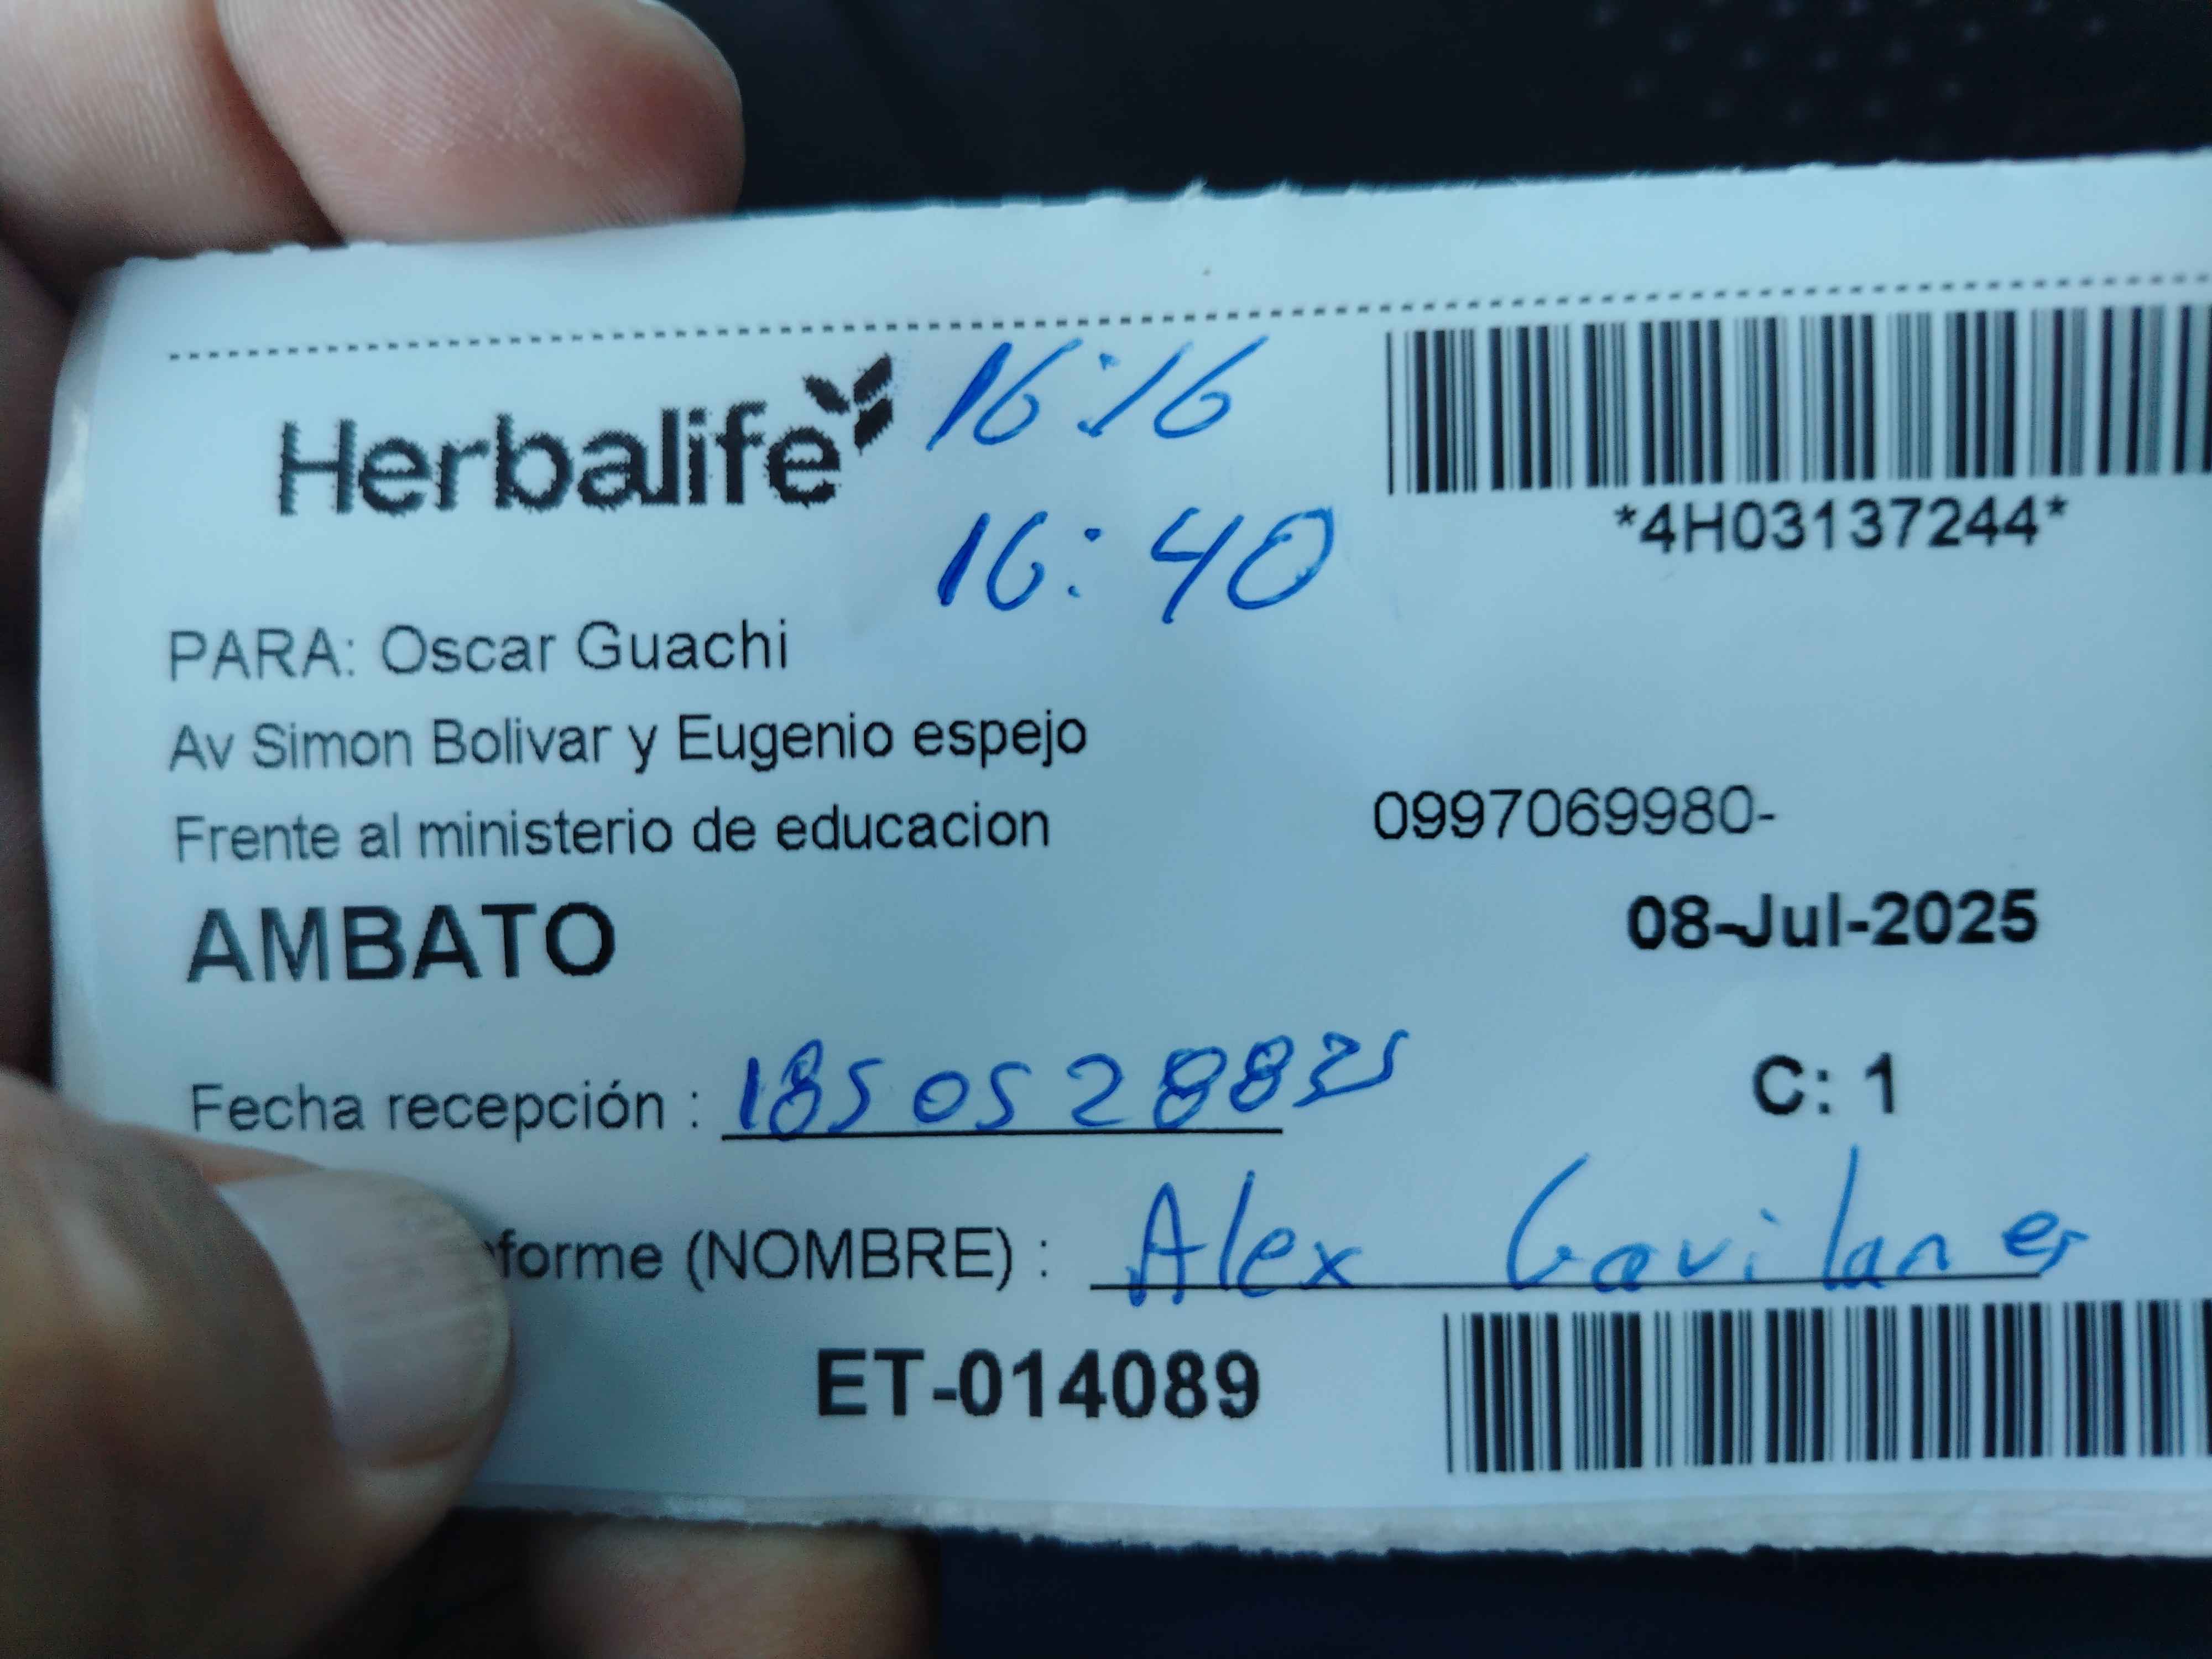 Herbalife 16:16
16:40
*4H03137244*
PARA: Oscar Guachi
Av Simon Bolivar y Eugenio espejo
Frente al ministerio de educacion 0997069980-
AMBATO 08-Jul-2025
Fecha recepción : C: 1
forme (NOMBRE) : Alex Gavilanes
ET-014089